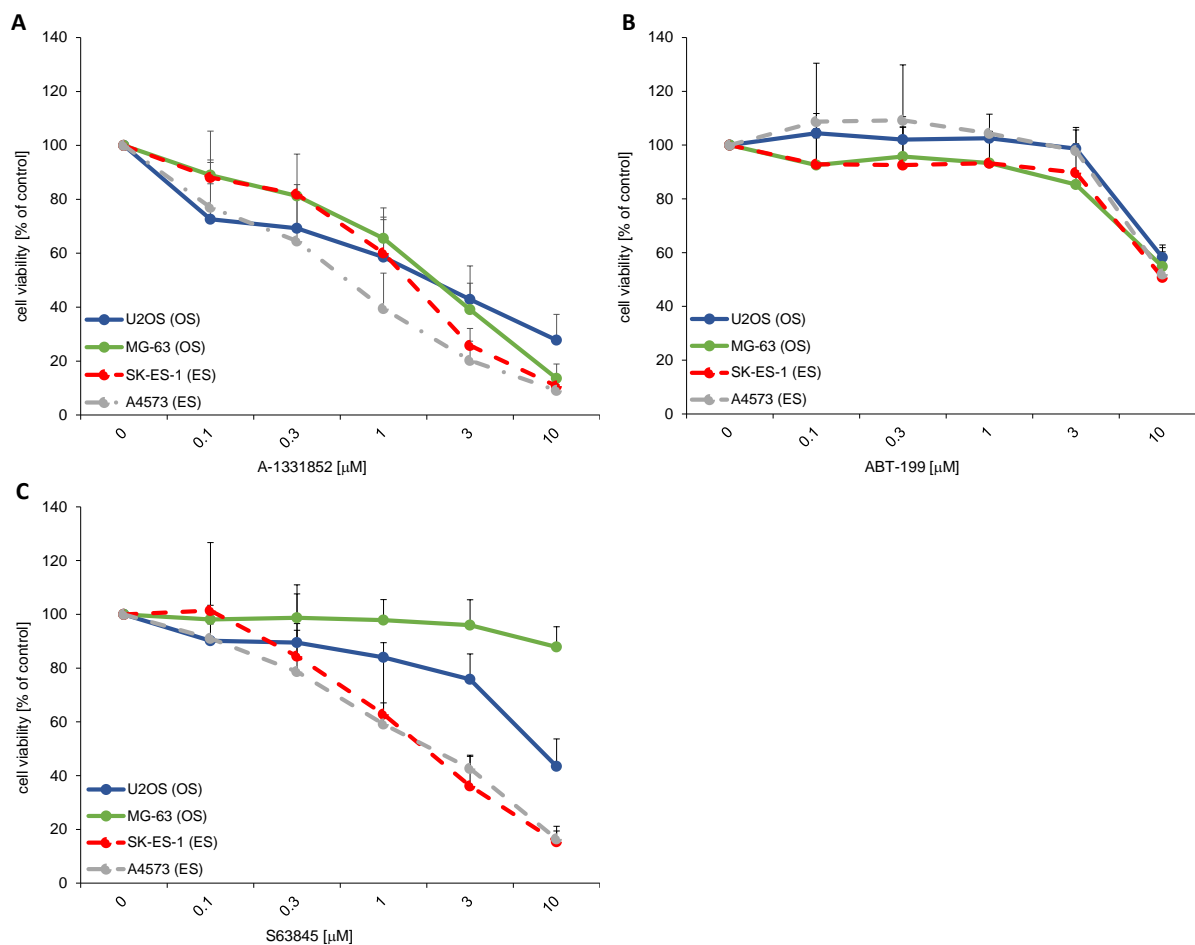 A
140
120
100
80
60
40
20
0
cell viability [% of control]
U2OS (OS)
MG-63 (OS)
SK-ES-1 (ES)
A4573 (ES)
0
0.1
0.3
1
3
10
A-1331852 [µM]
B
140
120
100
80
60
40
20
0
cell viability [% of control]
U2OS (OS)
MG-63 (OS)
SK-ES-1 (ES)
A4573 (ES)
0
0.1
0.3
1
3
10
ABT-199 [µM]
C
140
120
100
80
60
40
20
0
cell viability [% of control]
U2OS (OS)
MG-63 (OS)
SK-ES-1 (ES)
A4573 (ES)
0
0.1
0.3
1
3
10
S63845 [µM]